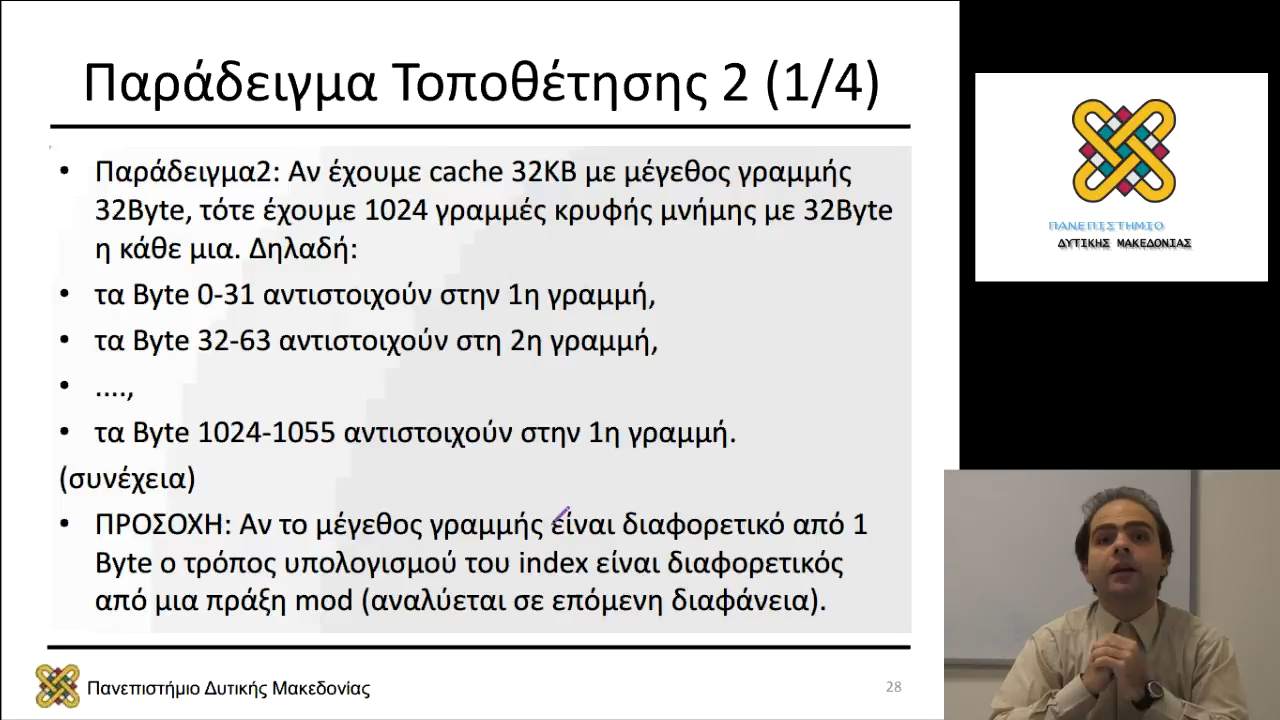 Παράδειγμα Τοποθέτησης 2 (1/4)
• Παράδειγμα2: Αν έχουμε cache 32KB με μέγεθος γραμμής
32Byte, τότε έχουμε 1024 γραμμές κρυφής μνήμης με 32Byte
η κάθε μια. Δηλαδή:
• τα Byte 0-31 αντιστοιχούν στην 1η γραμμή,
• τα Byte 32-63 αντιστοιχούν στη 2η γραμμή,
• ....,
• τα Byte 1024-1055 αντιστοιχούν στην 1η γραμμή.
(συνέχεια)
• ΠΡΟΣΟΧΗ: Αν το μέγεθος γραμμής είναι διαφορετικό από 1
Byte ο τρόπος υπολογισμού του index είναι διαφορετικός
από μια πράξη mod (αναλύεται σε επόμενη διαφάνεια).
Πανεπιστήμιο Δυτικής Μακεδονίας
28
ΠΑΝΕΠΙΣΤΗΜΙΟ
ΔΥΤΙΚΗΣ ΜΑΚΕΔΟΝΙΑΣ